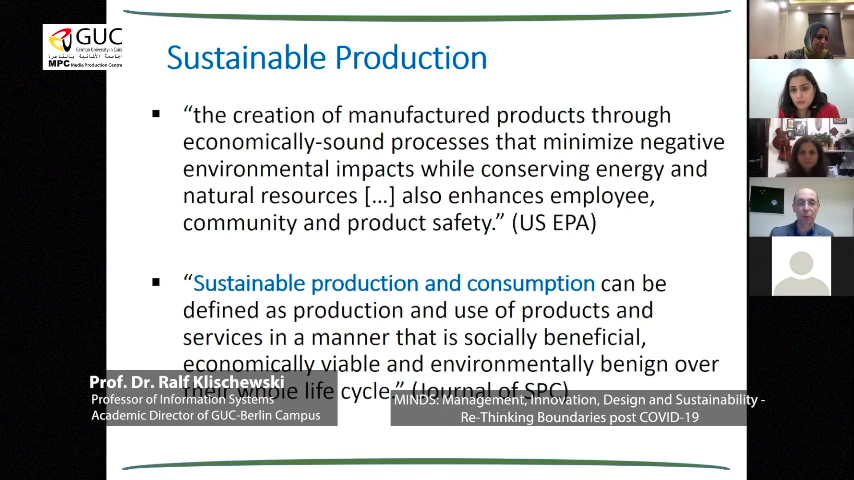 GUC
German University in Cairo
الجامعة الألمانية بالقاهرة
MPC Media Production Centre
Sustainable Production
"the creation of manufactured products through
economically-sound processes that minimize negative
environmental impacts while conserving energy and
natural resources [...] also enhances employee,
community and product safety." (US EPA)
"Sustainable production and consumption can be
defined as production and use of products and
services in a manner that is socially beneficial,
economically viable and environmentally benign over
their whole life cycle." (Journal of SPC)
Prof. Dr. Ralf Klischewski
Professor of Information Systems
Academic Director of GUC-Berlin Campus
MINDS: Management, Innovation, Design and Sustainability -
Re-Thinking Boundaries post COVID-19